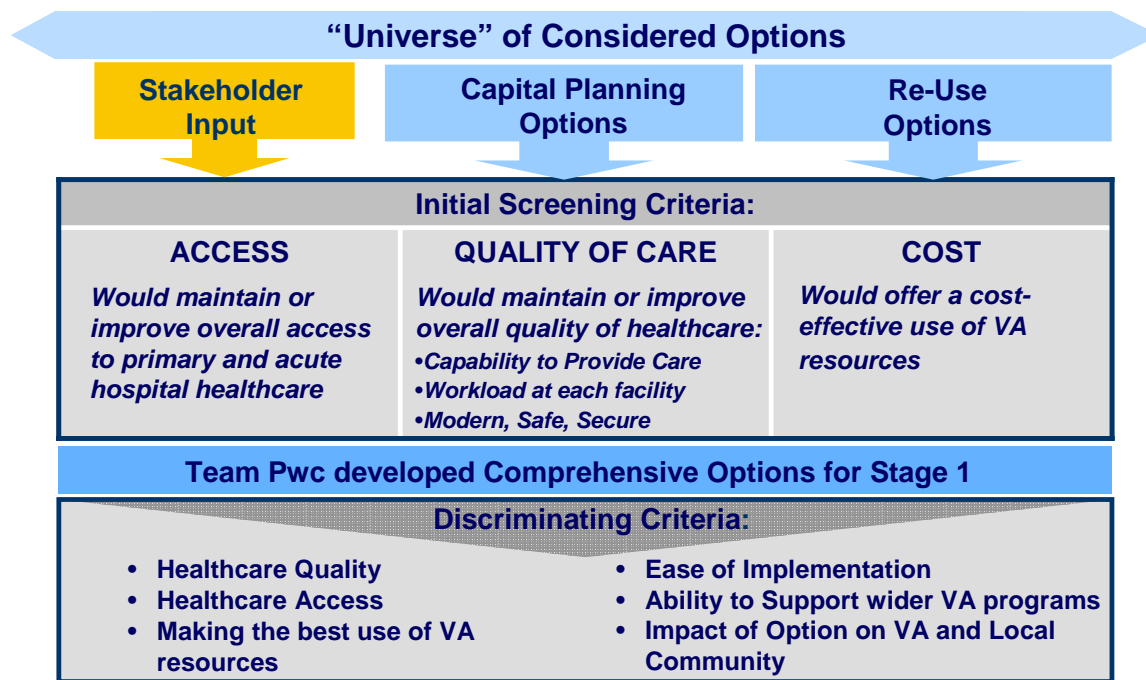 “Universe” of Considered Options
Stakeholder
Input
Capital Planning
Options
Re-Use
Options
Initial Screening Criteria:
ACCESS
Would maintain or
improve overall access
to primary and acute
hospital healthcare
QUALITY OF CARE
Would maintain or improve
overall quality of healthcare:
•Capability to Provide Care
•Workload at each facility
•Modern, Safe, Secure
COST
Would offer a cost-
effective use of VA
resources
Team Pwc developed Comprehensive Options for Stage 1
Discriminating Criteria:
• Healthcare Quality
• Healthcare Access
• Making the best use of VA
resources
• Ease of Implementation
• Ability to Support wider VA programs
• Impact of Option on VA and Local
Community